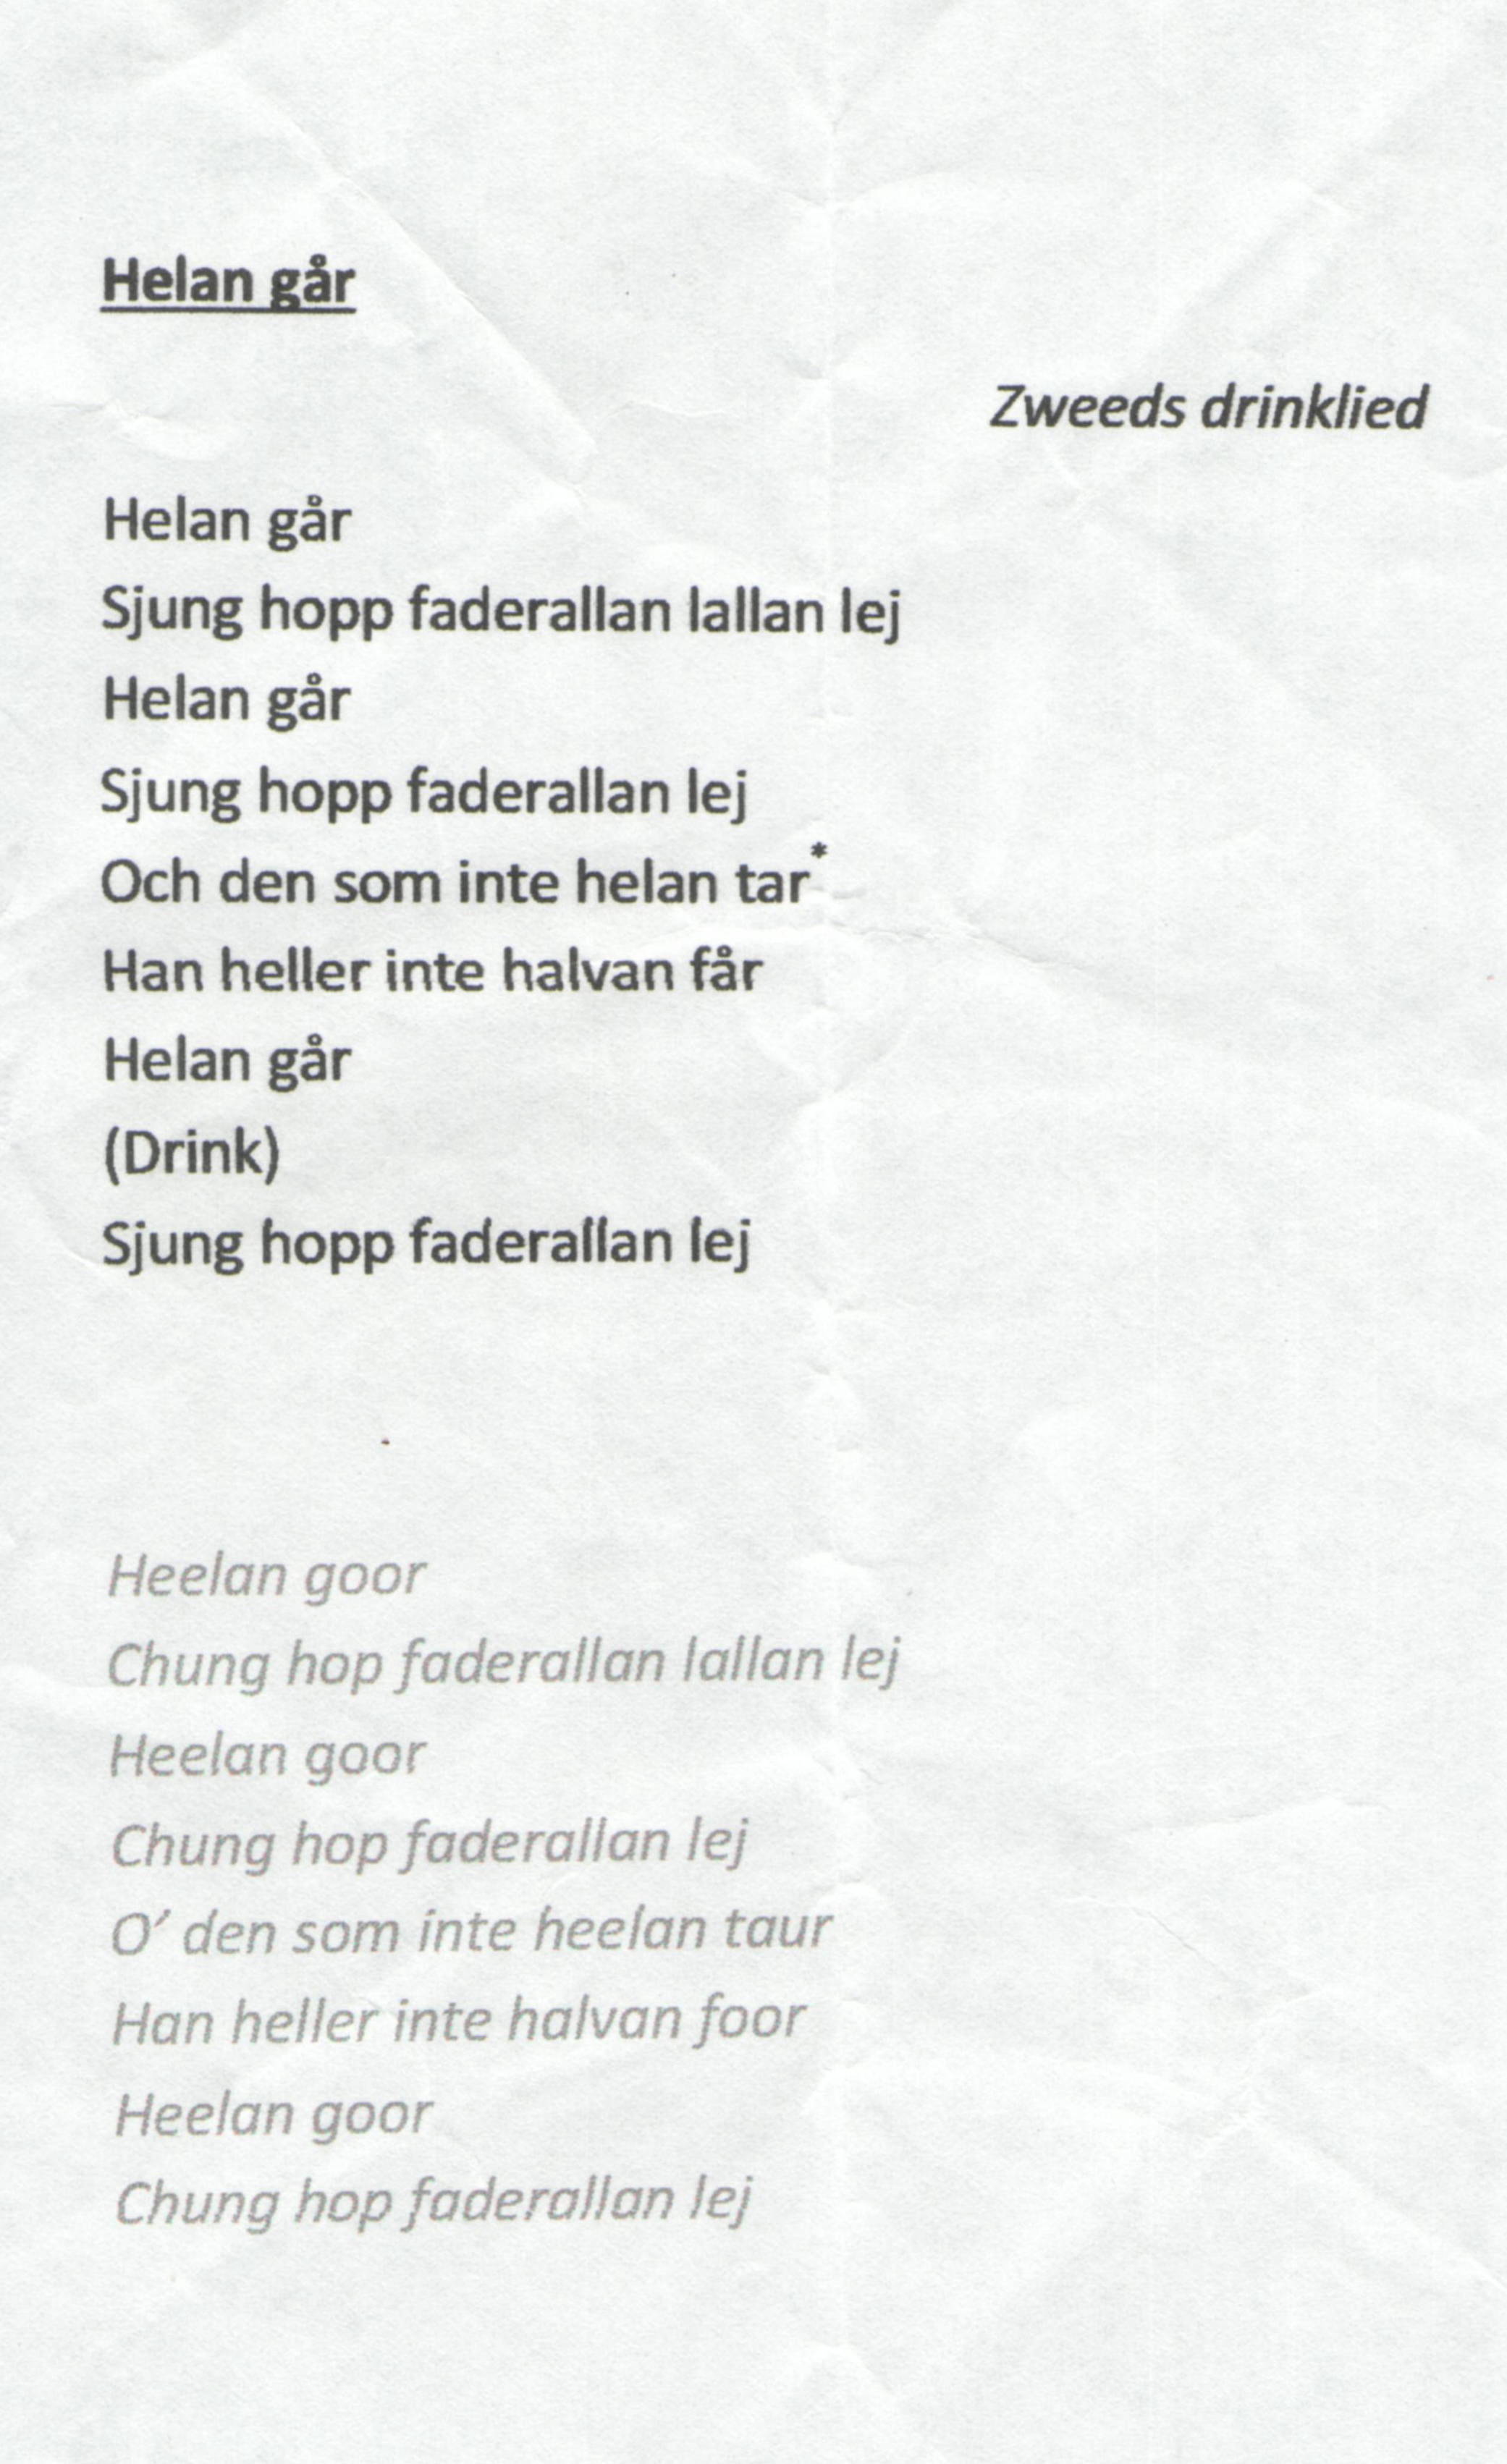 Helan går
Zweeds drinklied
Helan går
Sjung hopp faderallan lallan lej
Helan går
Sjung hopp faderallan lej
Och den som inte helan tar*
Han heller inte halvan får
Helan går
(Drink)
Sjung hopp faderallan lej
Heelan goor
Chung hop faderallan lallan lej
Heelan goor
Chung hop faderallan lej
O’ den som inte heelan taur
Han heller inte halvan foor
Heelan goor
Chung hop faderallan lej